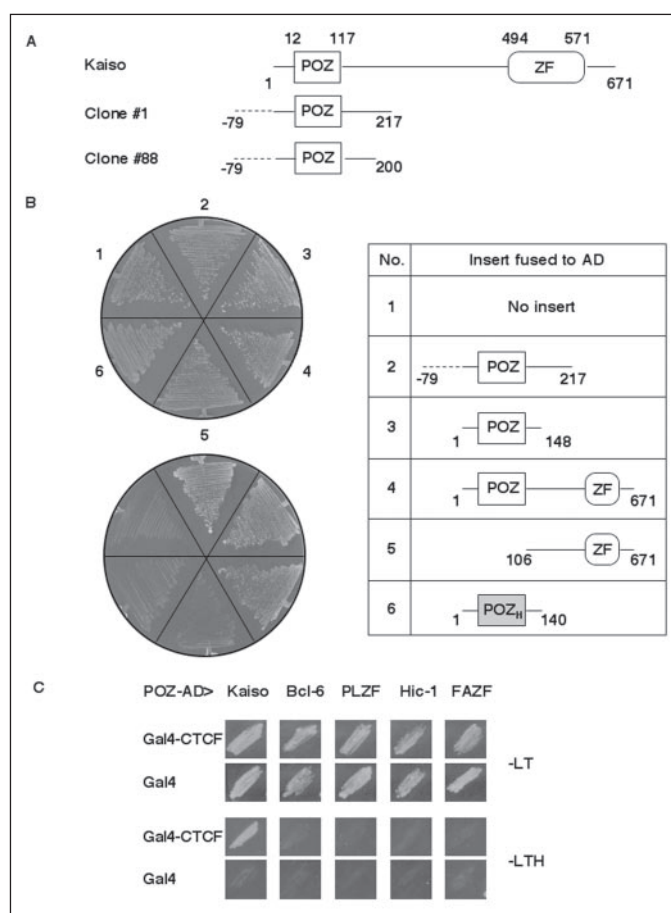 A
12 117 494 571
Kaiso POZ ZF
1 671
Clone #1 POZ
-79 217
Clone #88 POZ
-79 200
B
2
1 3
6 4
5
No. Insert fused to AD
1 No insert
2 POZ
-79 217
3 POZ
1 148
4 POZ ZF
1 671
5 ZF
106 671
6 POZH
1 140
C
POZ-AD> Kaiso Bcl-6 PLZF Hic-1 FAZF
Gal4-CTCF
-LT
Gal4
Gal4-CTCF
-LTH
Gal4